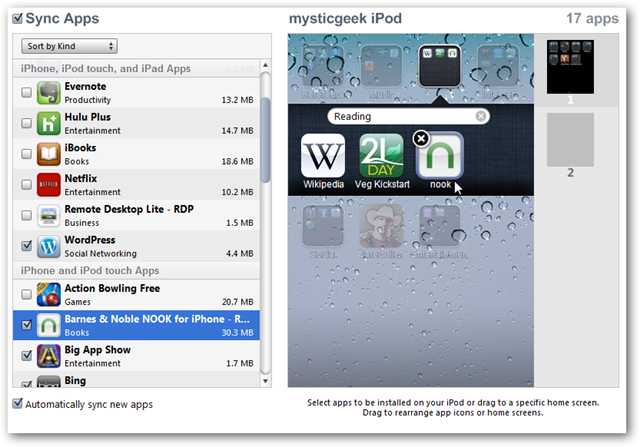 Sync Apps
mysticgeek iPod
17 apps
Sort by Kind
iPhone, iPod touch, and iPad Apps
Evernote
Productivity 13.2 MB
Hulu Plus
Entertainment 14.7 MB
iBooks
Books 18.6 MB
Netflix
Entertainment 10.2 MB
Remote Desktop Lite - RDP
Business 1.5 MB
WordPress
Social Networking 4.4 MB
iPhone and iPod touch Apps
Action Bowling Free
Games 20.7 MB
Barnes & Noble NOOK for iPhone - R...
Books 30.3 MB
Big App Show
Entertainment 1.7 MB
Bing
Automatically sync new apps
Reading
W
21
DAY
n
Wikipedia
Veg Kickstart
nook
1
2
Select apps to be installed on your iPod or drag to a specific home screen.
Drag to rearrange app icons or home screens.